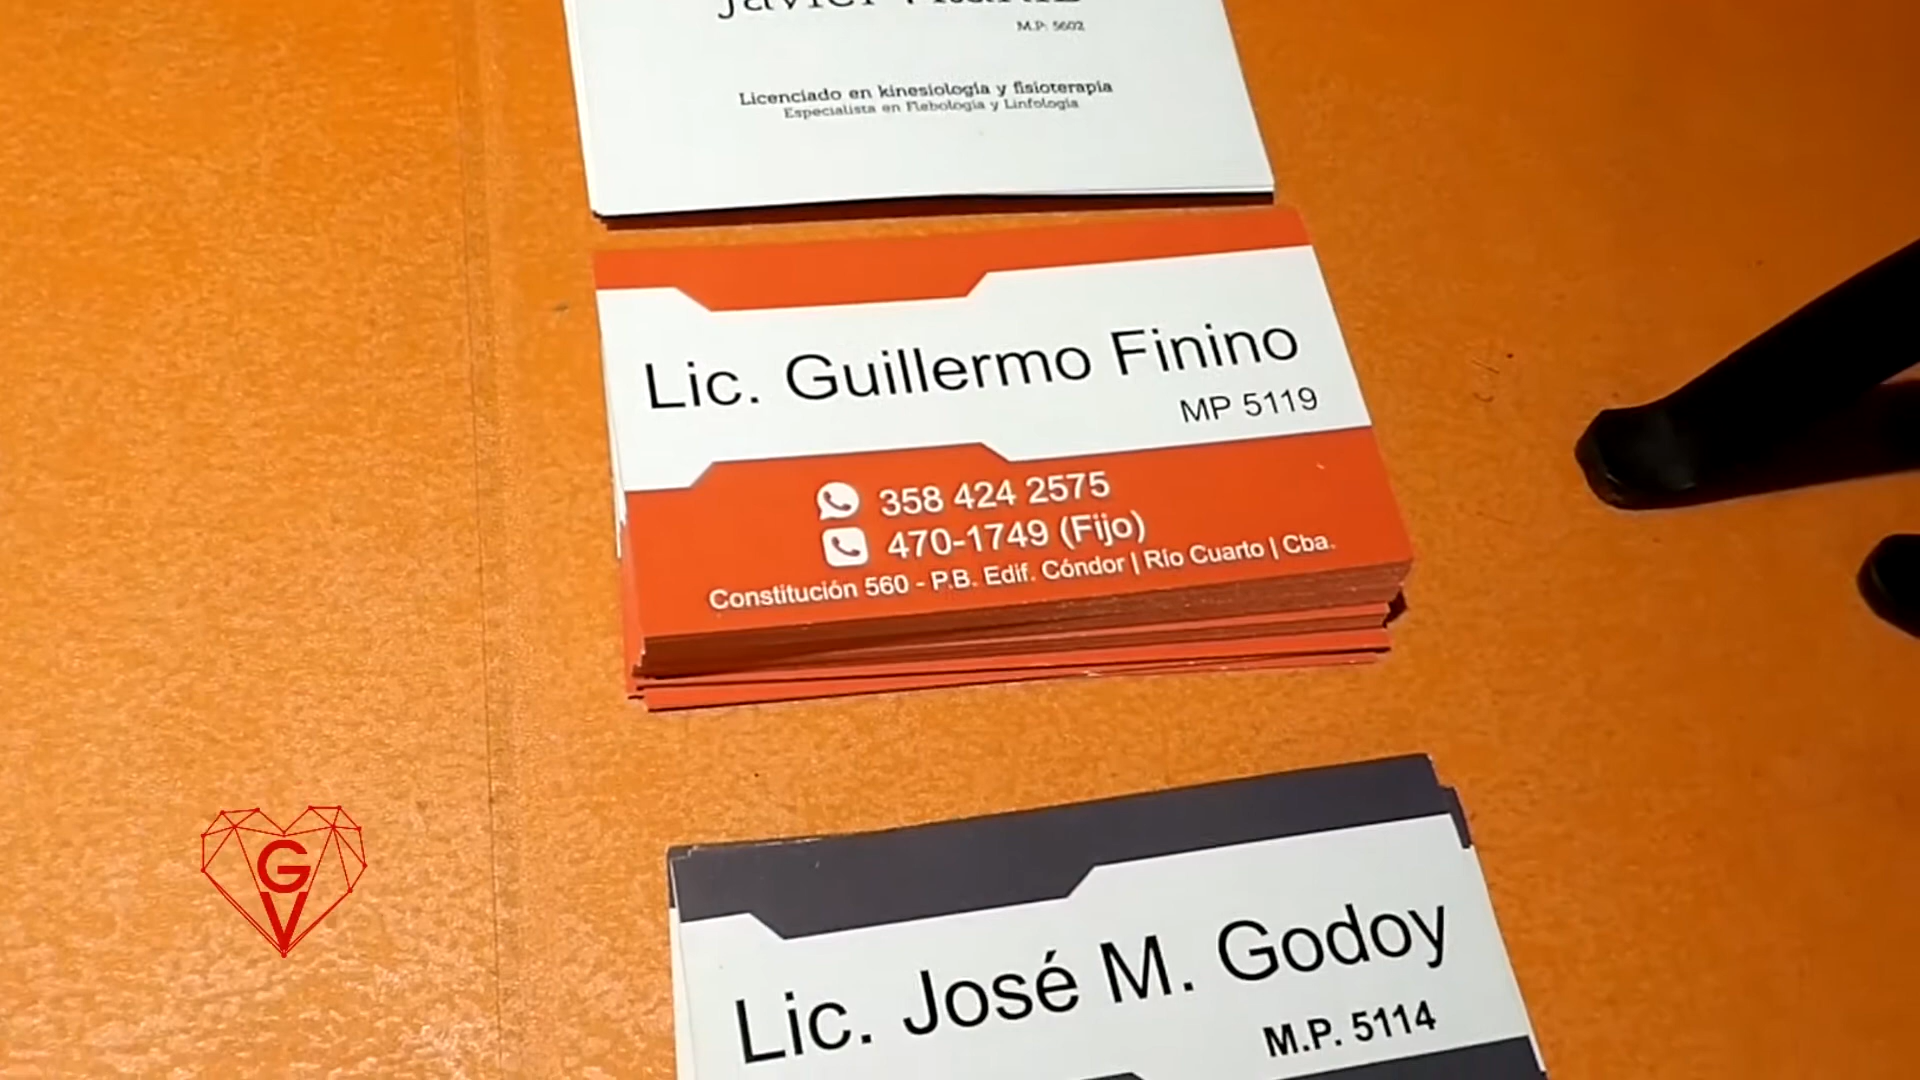 Javier
M.P: 5602
Licenciado en kinesiología y fisioterapia
Especialista en Flebología y Linfología
Lic. Guillermo Finino
MP 5119
358 424 2575
470-1749 (Fijo)
Constitución 560 - P.B. Edif. Cóndor | Río Cuarto | Cba.
Lic. José M. Godoy
M.P. 5114
G
V